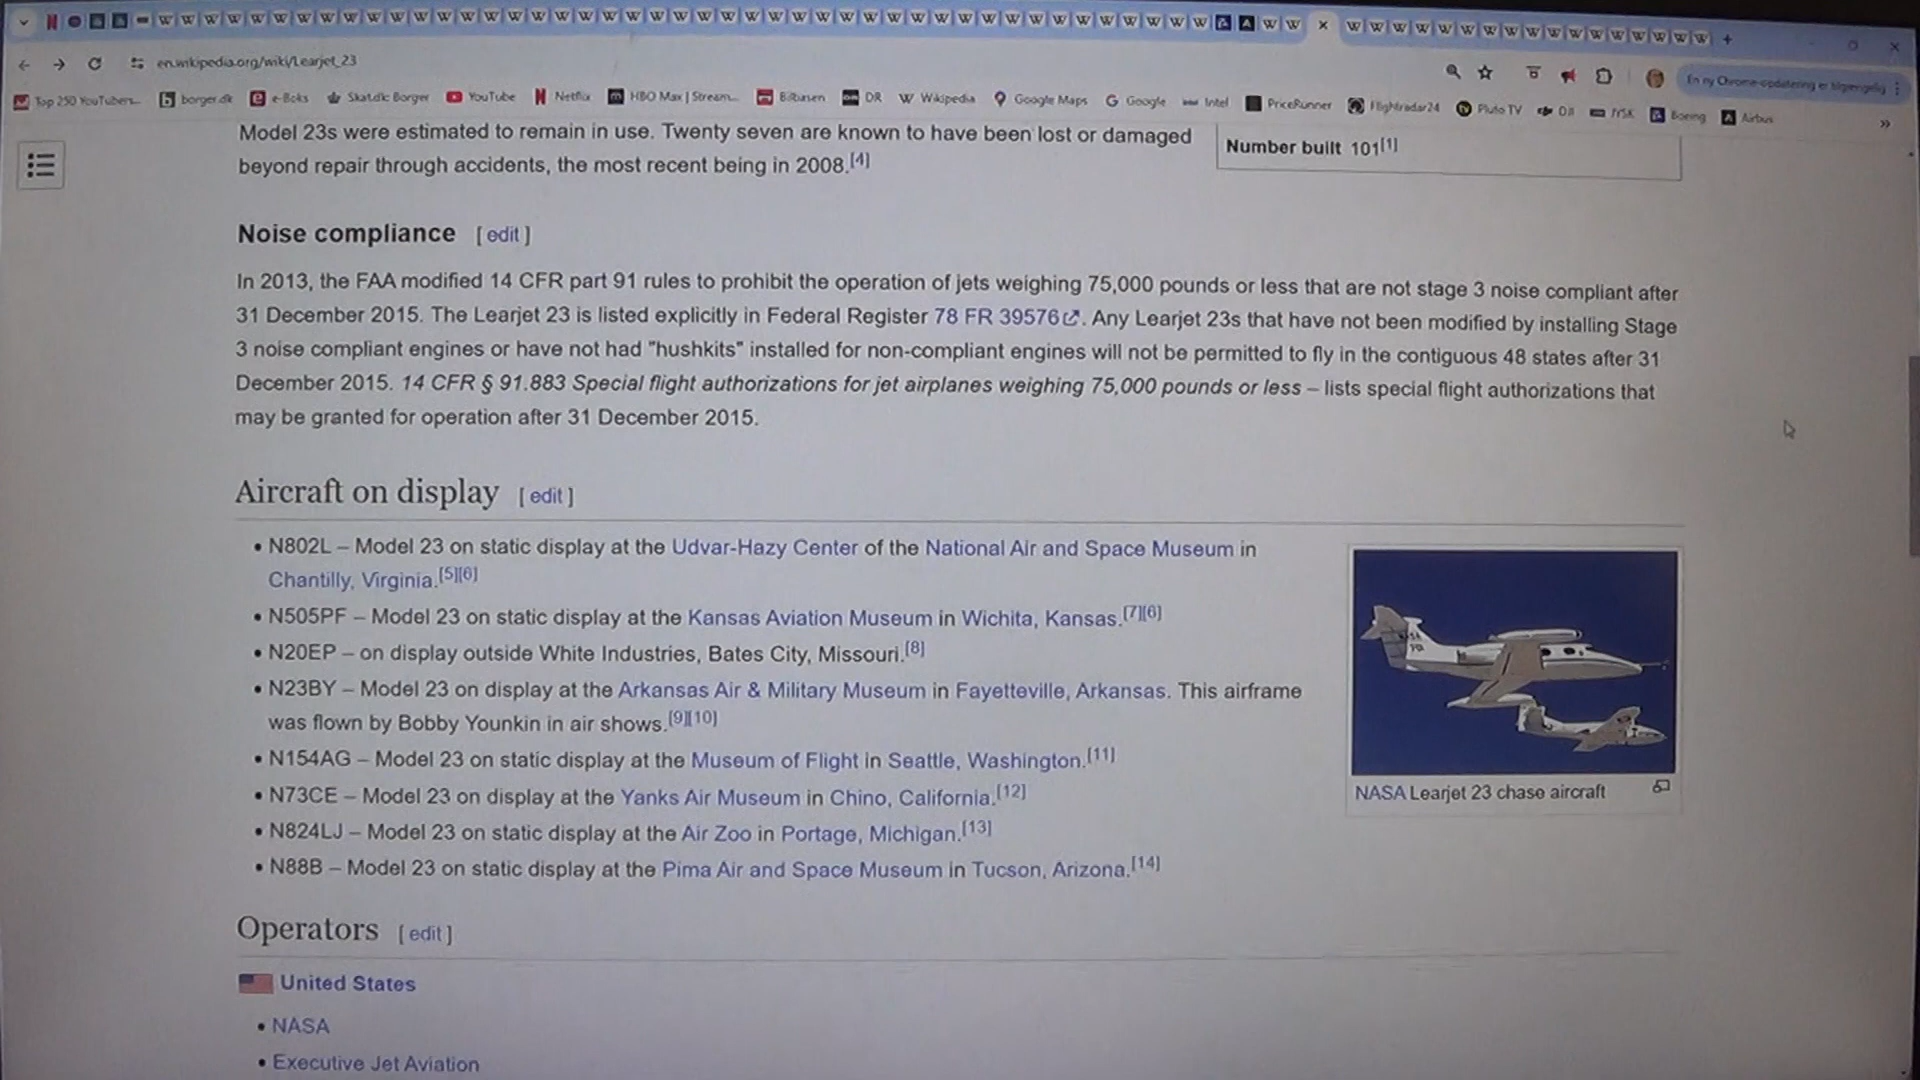 en.wikipedia.org/wiki/Learjet_23
En ny Chrome-opdatering er tilgængelig
Top 250 YouTubers... borger.dk e-Boks Skat.dk: Borger YouTube Netflix HBO Max | Stream... Bilbasen DR Wikipedia Google Maps Google Intel PriceRunner Flightradar24 Pluto TV DJI JYSK Boeing Airbus
Model 23s were estimated to remain in use. Twenty seven are known to have been lost or damaged
beyond repair through accidents, the most recent being in 2008.[4]
Number built 101[1]
Noise compliance [ edit ]
In 2013, the FAA modified 14 CFR part 91 rules to prohibit the operation of jets weighing 75,000 pounds or less that are not stage 3 noise compliant after
31 December 2015. The Learjet 23 is listed explicitly in Federal Register 78 FR 39576. Any Learjet 23s that have not been modified by installing Stage
3 noise compliant engines or have not had "hushkits" installed for non-compliant engines will not be permitted to fly in the contiguous 48 states after 31
December 2015. 14 CFR § 91.883 Special flight authorizations for jet airplanes weighing 75,000 pounds or less – lists special flight authorizations that
may be granted for operation after 31 December 2015.
Aircraft on display [ edit ]
• N802L – Model 23 on static display at the Udvar-Hazy Center of the National Air and Space Museum in
Chantilly, Virginia.[5][6]
• N505PF – Model 23 on static display at the Kansas Aviation Museum in Wichita, Kansas.[7][6]
• N20EP – on display outside White Industries, Bates City, Missouri.[8]
• N23BY – Model 23 on display at the Arkansas Air & Military Museum in Fayetteville, Arkansas. This airframe
was flown by Bobby Younkin in air shows.[9][10]
• N154AG – Model 23 on static display at the Museum of Flight in Seattle, Washington.[11]
• N73CE – Model 23 on display at the Yanks Air Museum in Chino, California.[12]
• N824LJ – Model 23 on static display at the Air Zoo in Portage, Michigan.[13]
• N88B – Model 23 on static display at the Pima Air and Space Museum in Tucson, Arizona.[14]
NASA Learjet 23 chase aircraft
Operators [ edit ]
United States
• NASA
• Executive Jet Aviation